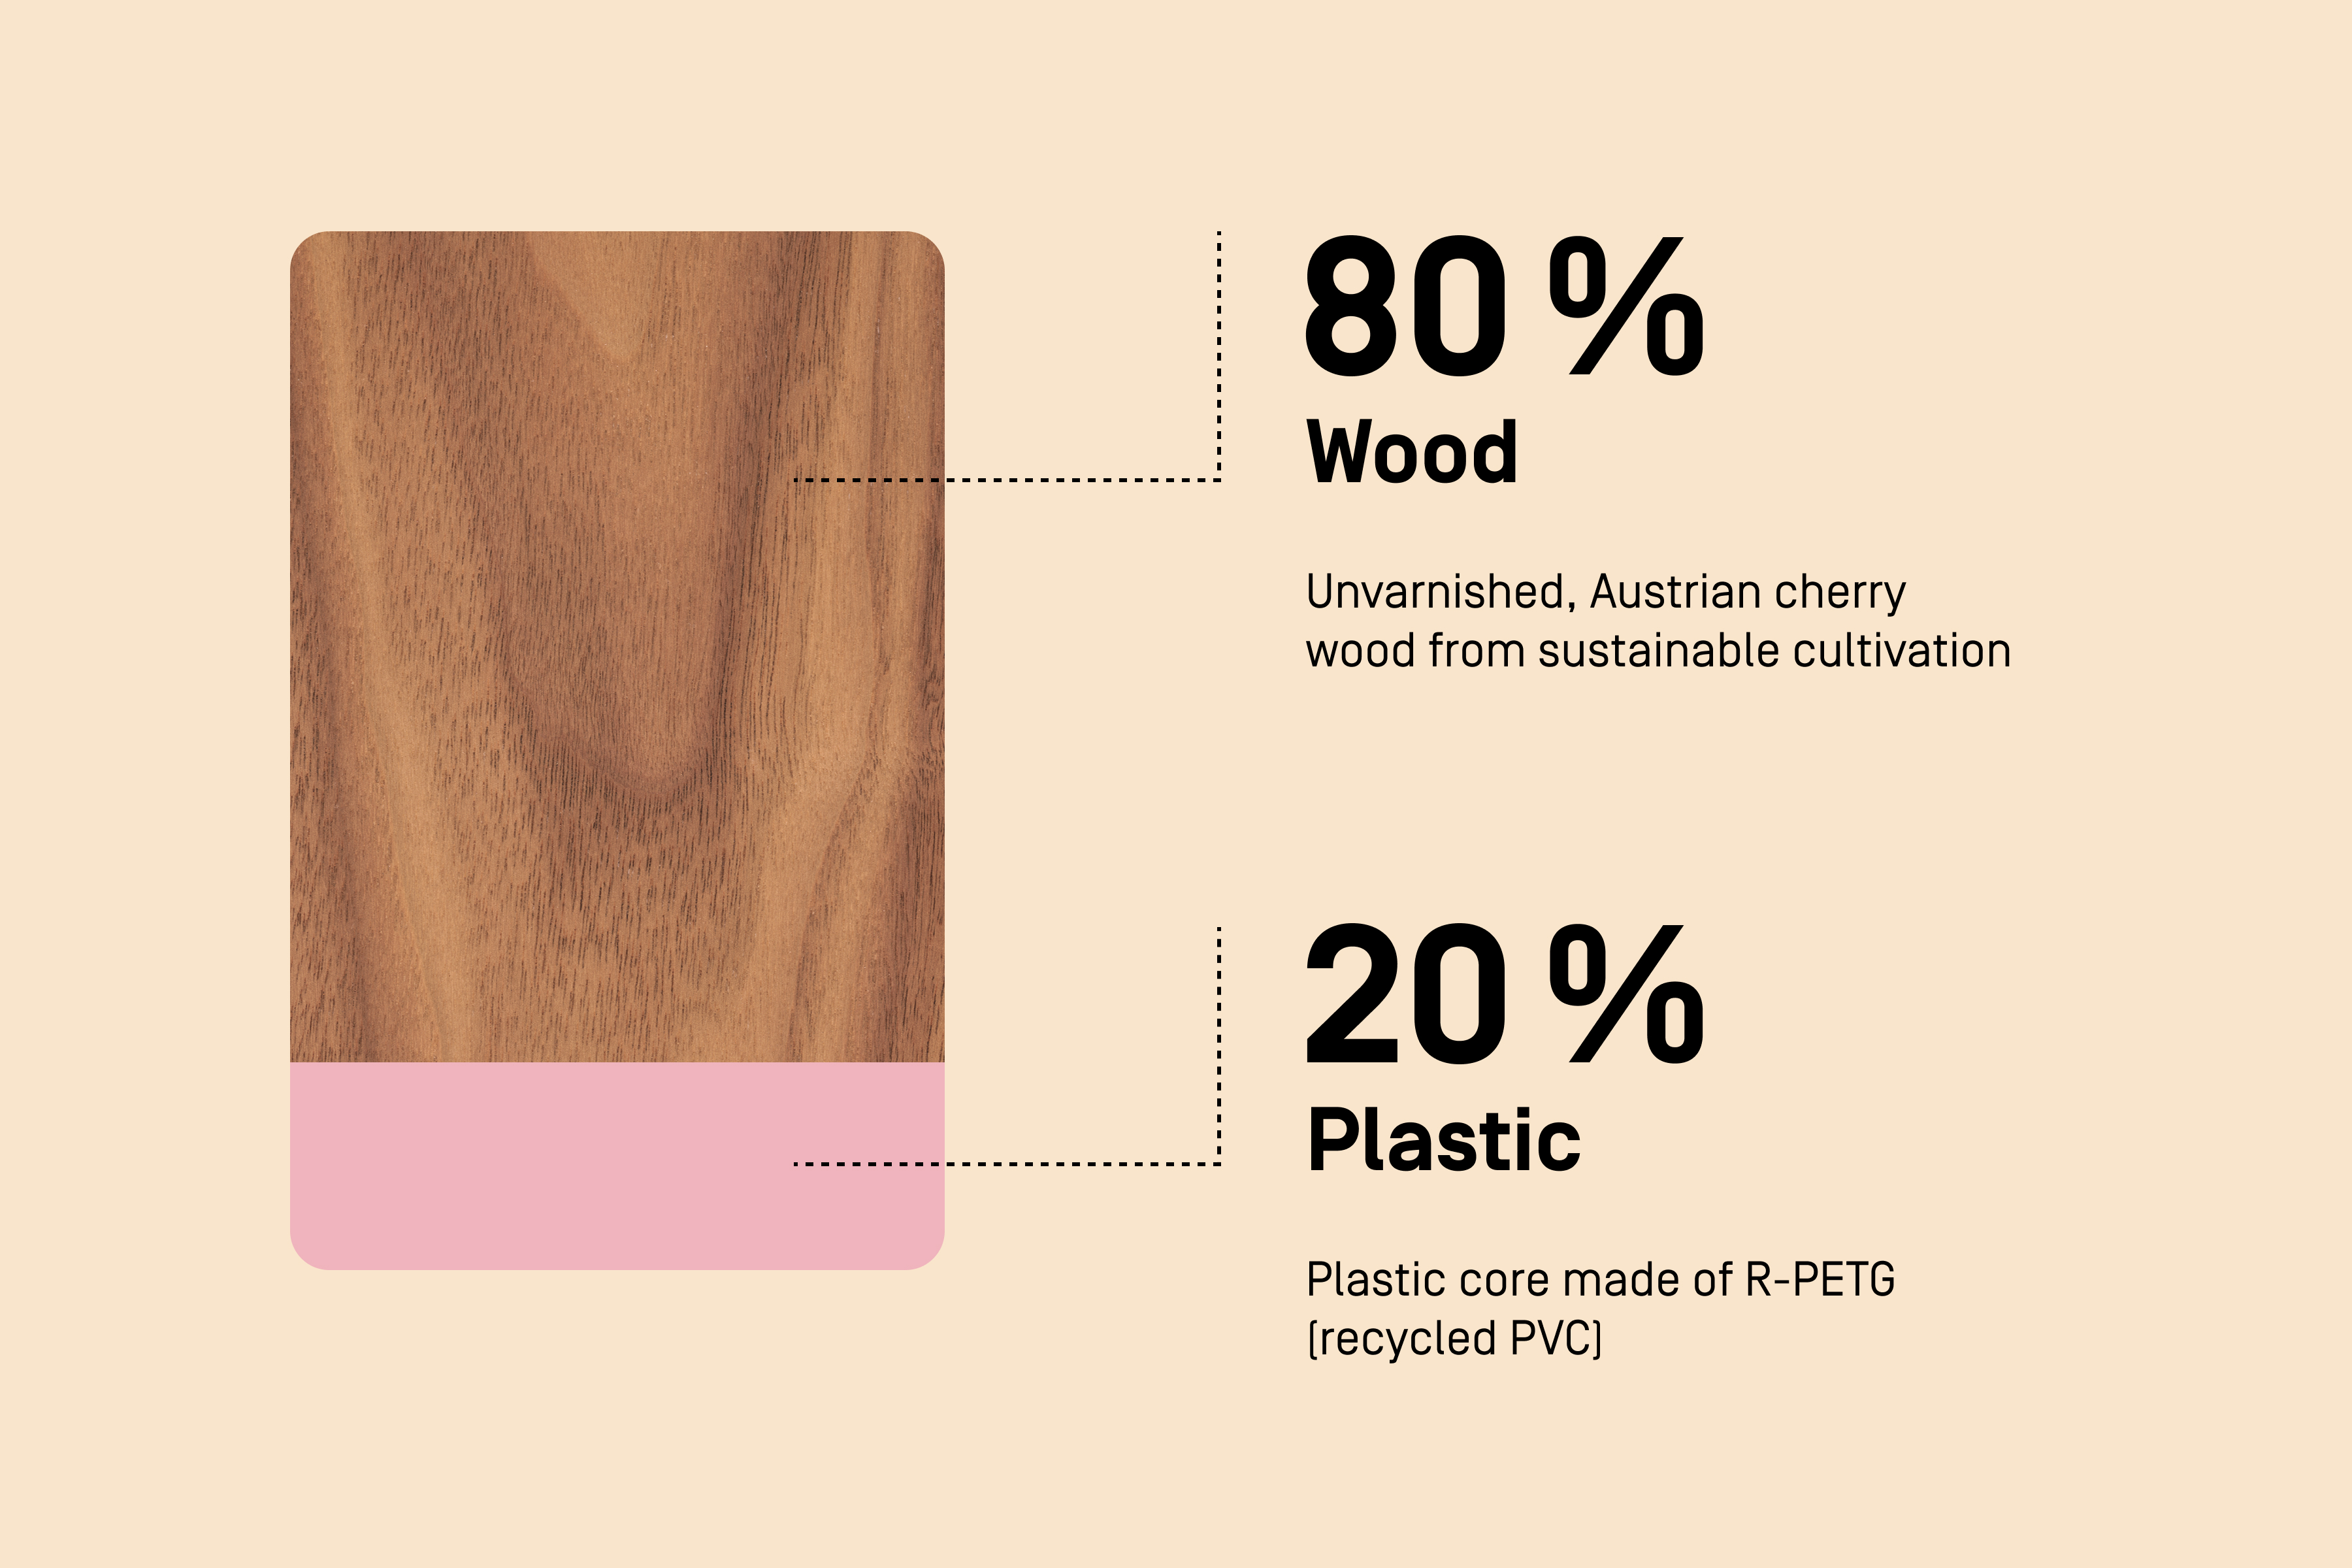 80 %
Wood
Unvarnished, Austrian cherry
wood from sustainable cultivation
20 %
Plastic
Plastic core made of R-PETG
(recycled PVC)